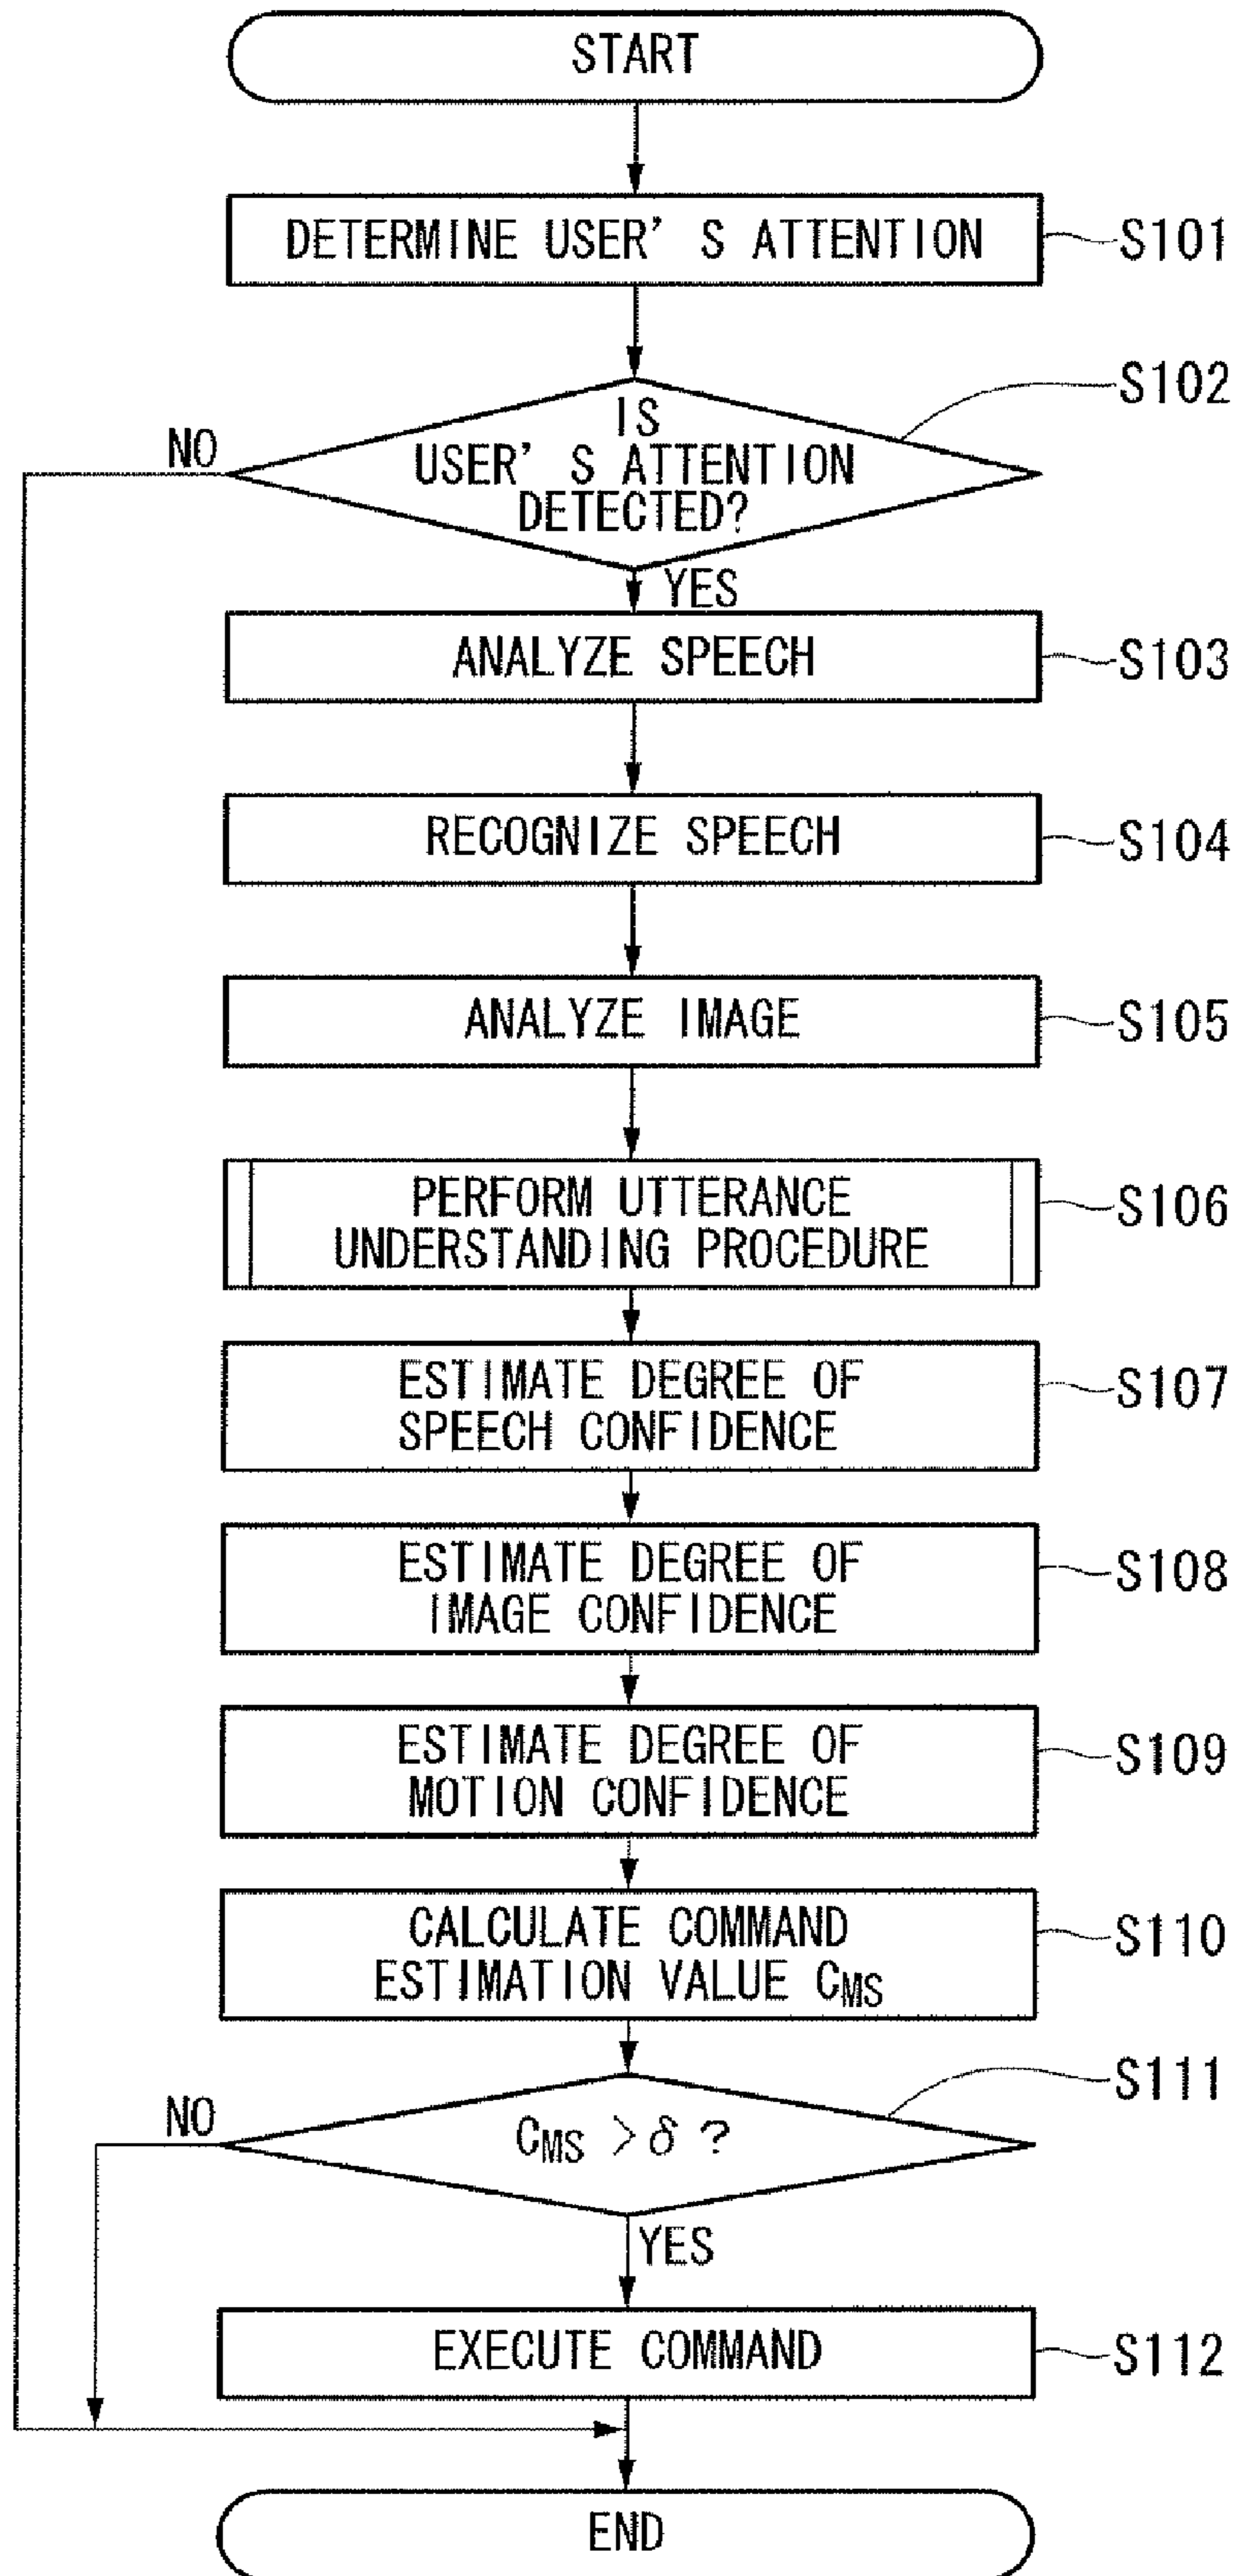 START
DETERMINE USER'S ATTENTION
S101
S102
IS
USER'S ATTENTION
DETECTED?
NO
YES
ANALYZE SPEECH
S103
RECOGNIZE SPEECH
S104
ANALYZE IMAGE
S105
PERFORM UTTERANCE
UNDERSTANDING PROCEDURE
S106
ESTIMATE DEGREE OF
SPEECH CONFIDENCE
S107
ESTIMATE DEGREE OF
IMAGE CONFIDENCE
S108
ESTIMATE DEGREE OF
MOTION CONFIDENCE
S109
CALCULATE COMMAND
ESTIMATION VALUE CMS
S110
S111
NO
CMS >δ ?
YES
EXECUTE COMMAND
S112
END